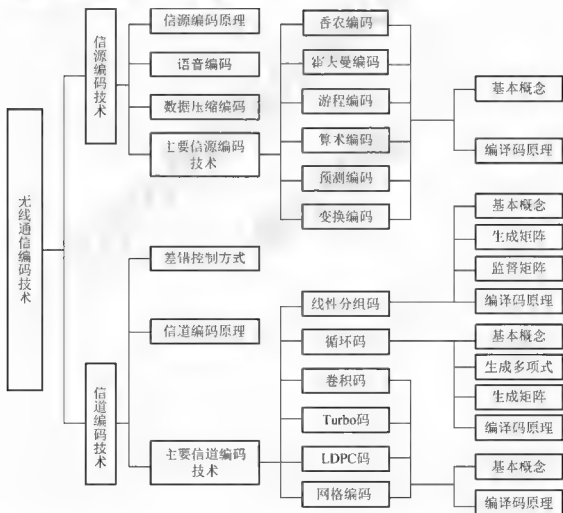 无线通信编码技术
信源编码技术
信源编码原理
语音编码
数据压缩编码
主要信源编码
技术
香农编码
霍夫曼编码
游程编码
算术编码
预测编码
变换编码
基本概念
编译码原理
信道编码技术
差错控制方式
信道编码原理
主要信道编码
技术
线性分组码
循环码
卷积码
Turbo码
LDPC码
网格编码
基本概念
生成矩阵
监督矩阵
编译码原理
基本概念
生成多项式
生成矩阵
编译码原理
基本概念
编译码原理